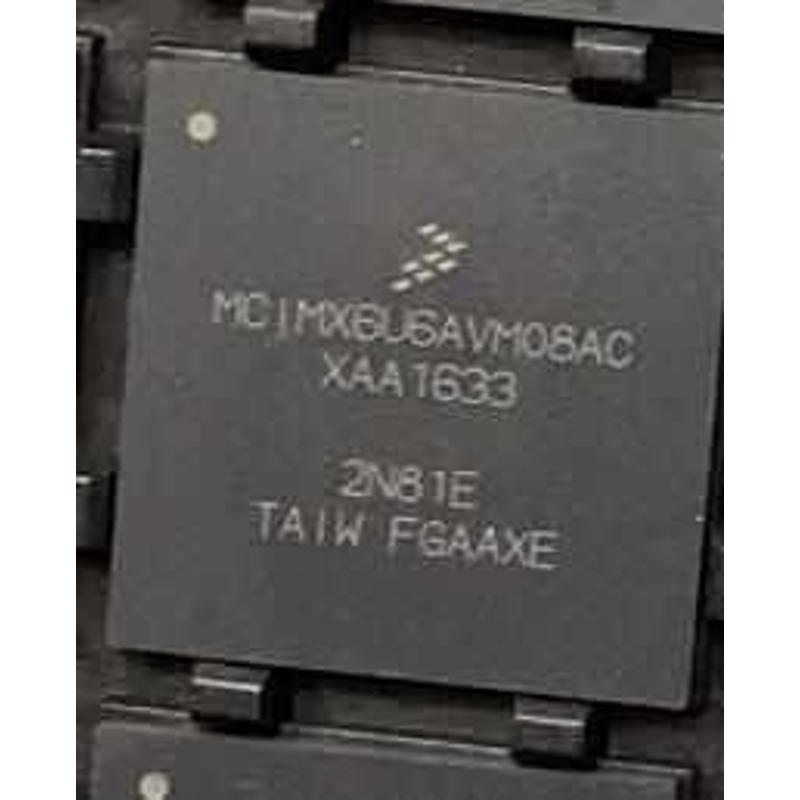 MCIMX6U6AVM08AC
XAA1633
2N81E
TAIW FGAAXE